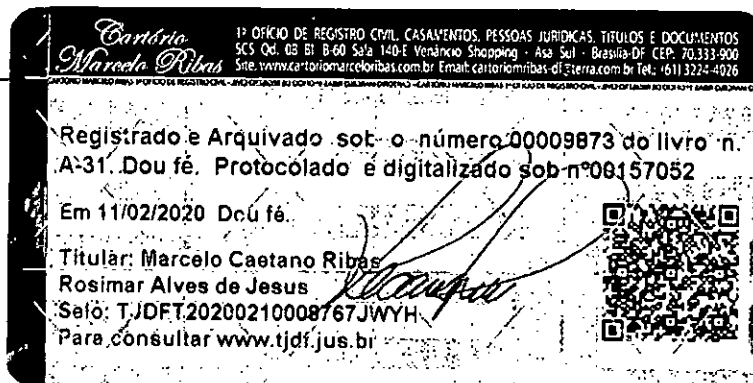 Cartório
Marcelo Ribas
1º OFÍCIO DE REGISTRO CIVIL, CASAMENTOS, PESSOAS JURÍDICAS, TÍTULOS E DOCUMENTOS
SCS Qd. 03 Bl B-60 Sala 140-E Venâncio Shopping - Asa Sul - Brasília-DF CEP: 70.333-900
Site: www.cartoriomarceloribas.com.br Email: cartoriomribas-df@terra.com.br Tel.: (61) 3224-4026
Registrado e Arquivado sob o número 00009873 do livro n.
A-31. Dou fé. Protocolado e digitalizado sob nº00157052
Em 11/02/2020 Dou fé.
Titular: Marcelo Caetano Ribas
Rosimar Alves de Jesus
Selo: TJDFT20200210008767JWYH
Para consultar www.tjdf.jus.br